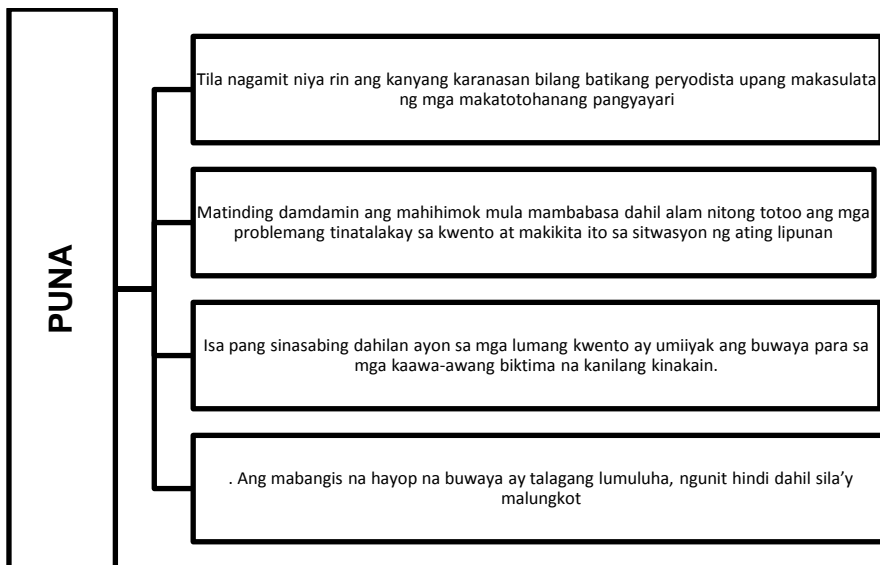 PUNA
Tila nagamit niya rin ang kanyang karanasan bilang batikang peryodista upang makasulata
ng mga makatotohanang pangyayari
Matinding damdamin ang mahihimok mula mambabasa dahil alam nitong totoo ang mga
problemang tinatalakay sa kwento at makikita ito sa sitwasyon ng ating lipunan
Isa pang sinasabing dahilan ayon sa mga lumang kwento ay umiiyak ang buwaya para sa
mga kaawa-awang biktima na kanilang kinakain.
. Ang mabangis na hayop na buwaya ay talagang lumuluha, ngunit hindi dahil sila’y
malungkot